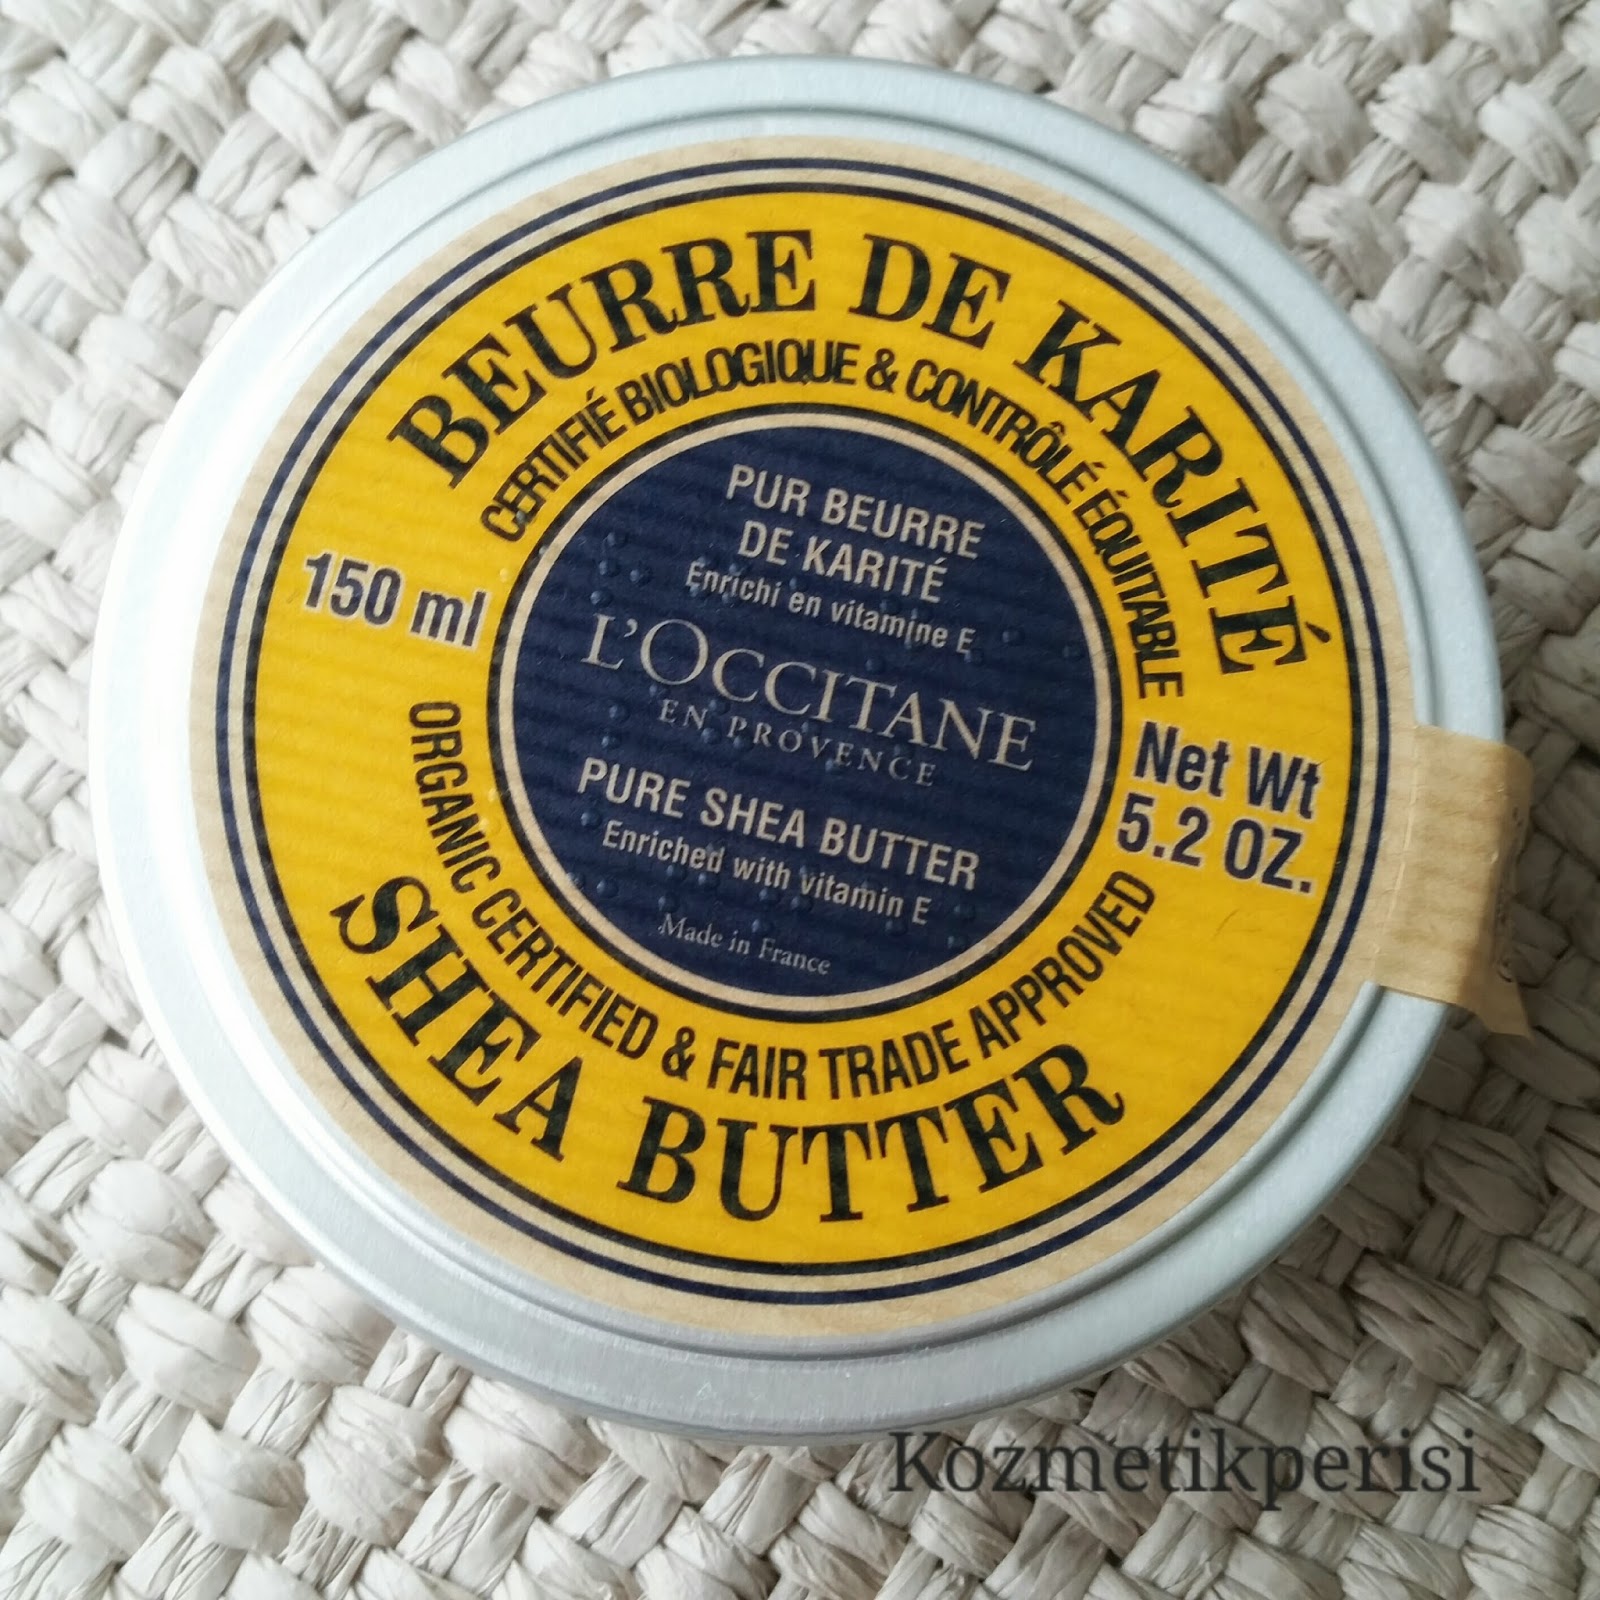 BEURRE DE KARITÉ
CERTIFIÉ BIOLOGIQUE & CONTRÔLÉ ÉQUITABLE
PUR BEURRE
DE KARITÉ
Enrichi en vitamine E
150 ml
L'OCCITANE
EN PROVENCE
Net Wt
5.2 OZ.
PURE SHEA BUTTER
Enriched with vitamin E
Made in France
ORGANIC CERTIFIED & FAIR TRADE APPROVED
SHEA BUTTER
Kozmetikperisi